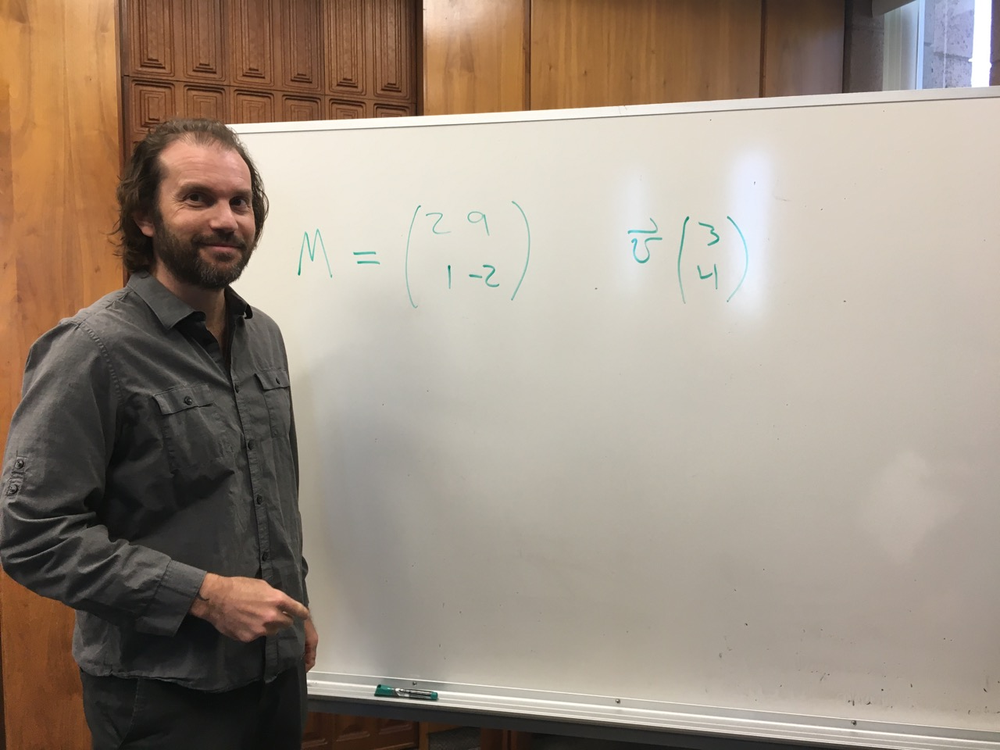 M = (2 9
1 -2)
v⃗ (3
4)